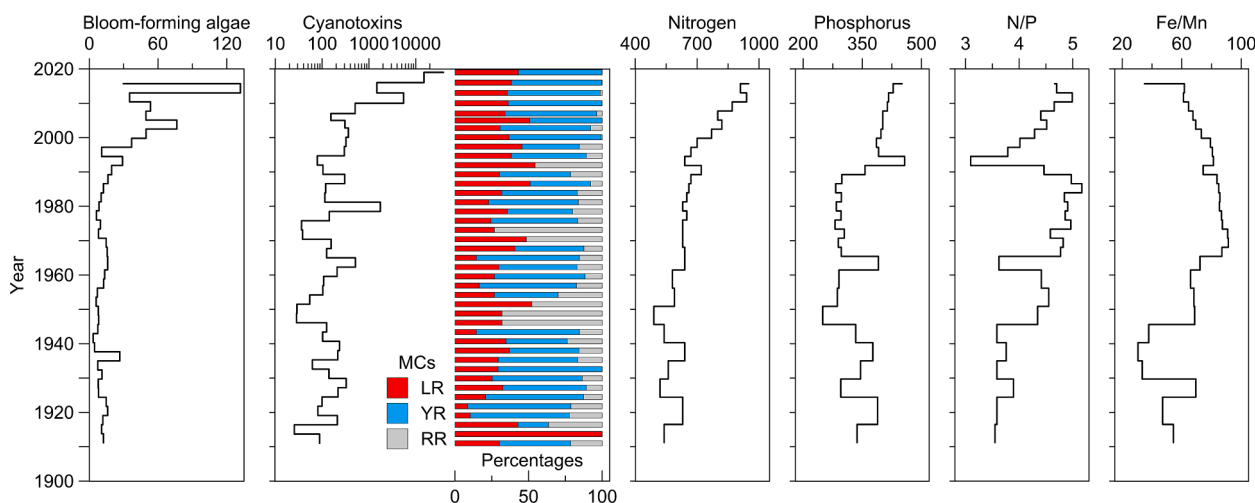 Bloom-forming algae Cyanotoxins Nitrogen Phosphorus N/P Fe/Mn
0 60 120 10 100 1000 10000 400 700 1000 200 350 500 3 4 5 20 60 100
2020
2000
1980
1960
1940
1920
1900
Year
MCs
LR
YR
RR
Percentages
0 50 100